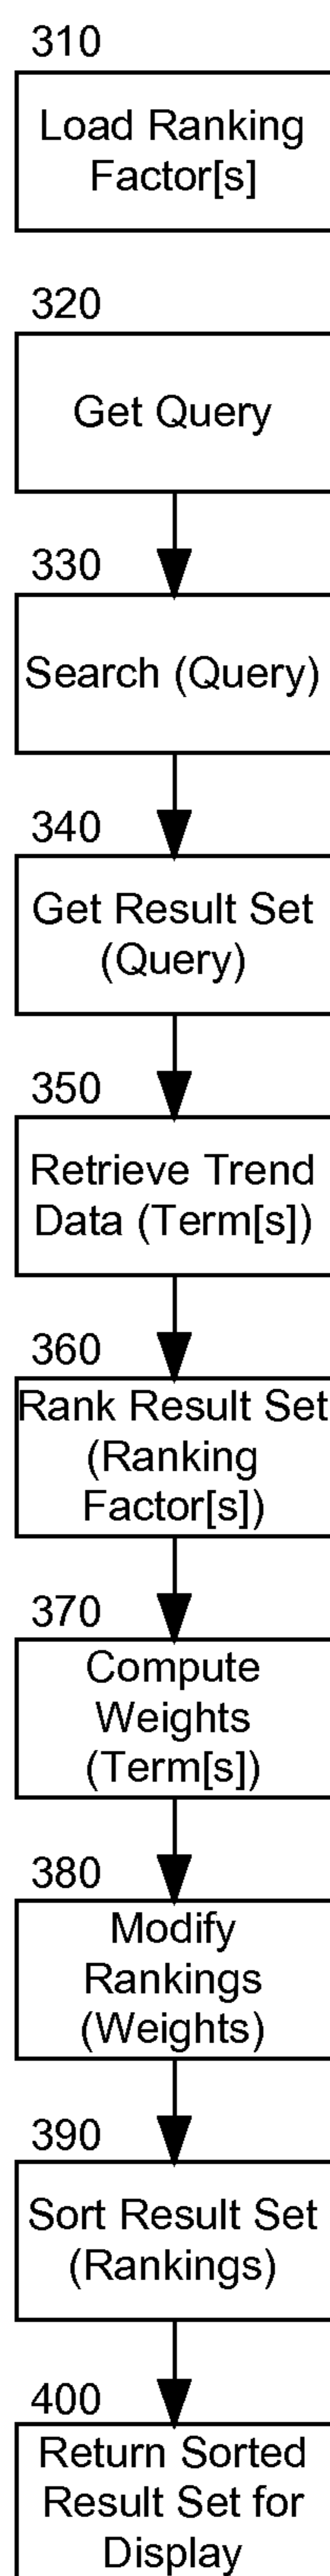 310
Load Ranking
Factor[s]
320
Get Query
330
Search (Query)
340
Get Result Set
(Query)
350
Retrieve Trend
Data (Term[s])
360
Rank Result Set
(Ranking
Factor[s])
370
Compute
Weights
(Term[s])
380
Modify
Rankings
(Weights)
390
Sort Result Set
(Rankings)
400
Return Sorted
Result Set for
Display